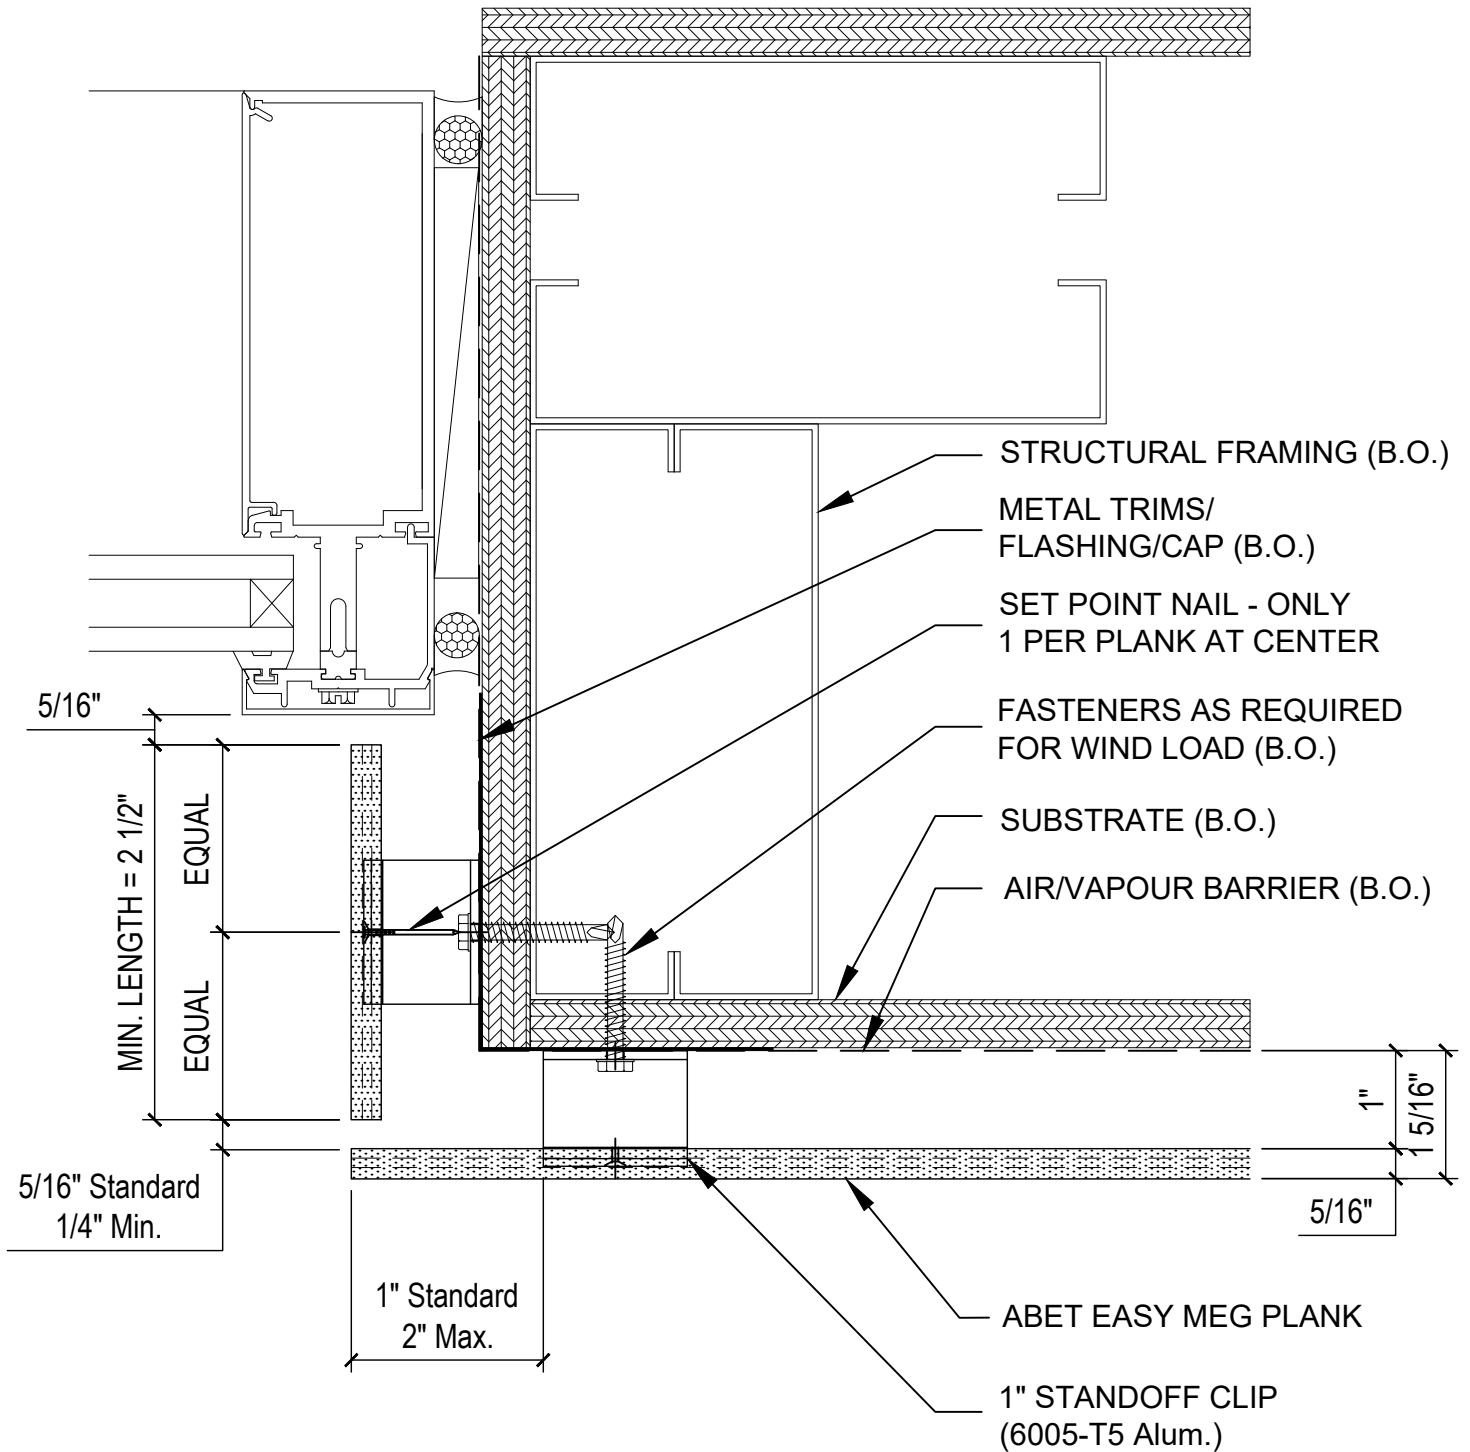 STRUCTURAL FRAMING (B.O.)
METAL TRIMS/
FLASHING/CAP (B.O.)
SET POINT NAIL - ONLY
1 PER PLANK AT CENTER
FASTENERS AS REQUIRED
FOR WIND LOAD (B.O.)
SUBSTRATE (B.O.)
AIR/VAPOUR BARRIER (B.O.)
5/16"
MIN. LENGTH = 2 1/2"
EQUAL
EQUAL
5/16" Standard
1/4" Min.
1" Standard
2" Max.
1"
1 5/16"
5/16"
ABET EASY MEG PLANK
1" STANDOFF CLIP
(6005-T5 Alum.)